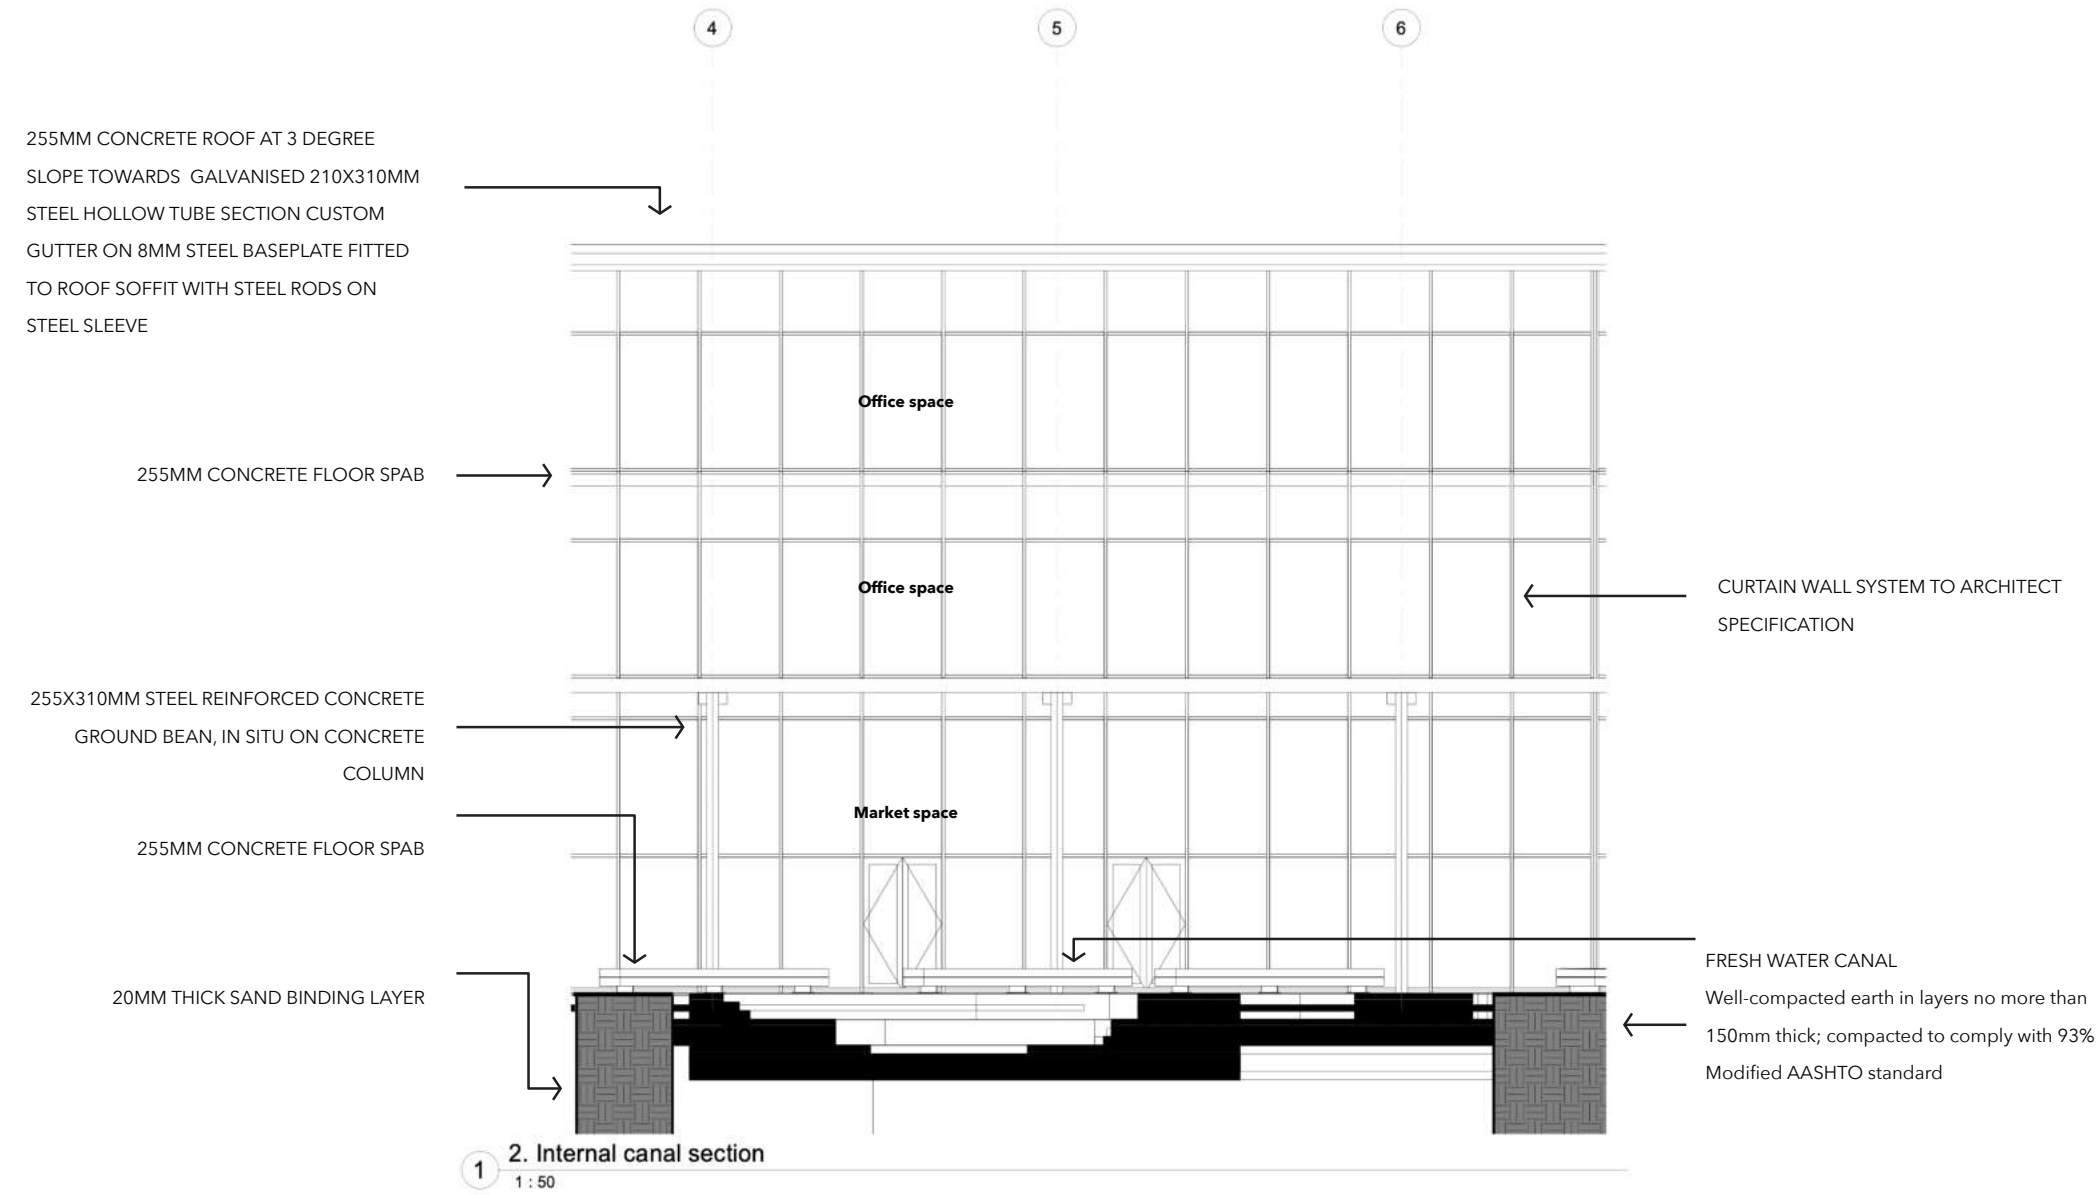 4
5
6
255MM CONCRETE ROOF AT 3 DEGREE
SLOPE TOWARDS  GALVANISED 210X310MM
STEEL HOLLOW TUBE SECTION CUSTOM
GUTTER ON 8MM STEEL BASEPLATE FITTED
TO ROOF SOFFIT WITH STEEL RODS ON
STEEL SLEEVE
Office space
255MM CONCRETE FLOOR SPAB
Office space
CURTAIN WALL SYSTEM TO ARCHITECT
SPECIFICATION
255X310MM STEEL REINFORCED CONCRETE
GROUND BEAN, IN SITU ON CONCRETE
COLUMN
Market space
255MM CONCRETE FLOOR SPAB
20MM THICK SAND BINDING LAYER
FRESH WATER CANAL
Well-compacted earth in layers no more than
150mm thick; compacted to comply with 93%
Modified AASHTO standard
1
2. Internal canal section
1 : 50